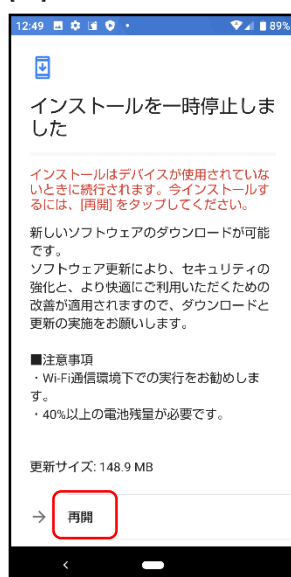 12:49
89%
インストールを一時停止しま
した
インストールはデバイスが使用されていな
いときに続行されます。今インストールす
るには、[再開] をタップしてください。
新しいソフトウェアのダウンロードが可能
です。
ソフトウェア更新により、セキュリティの
強化と、より快適にご利用いただくための
改善が適用されますので、ダウンロードと
更新の実施をお願いします。
■注意事項
・Wi-Fi通信環境下での実行をお勧めしま
す。
・40%以上の電池残量が必要です。
更新サイズ: 148.9 MB
再開